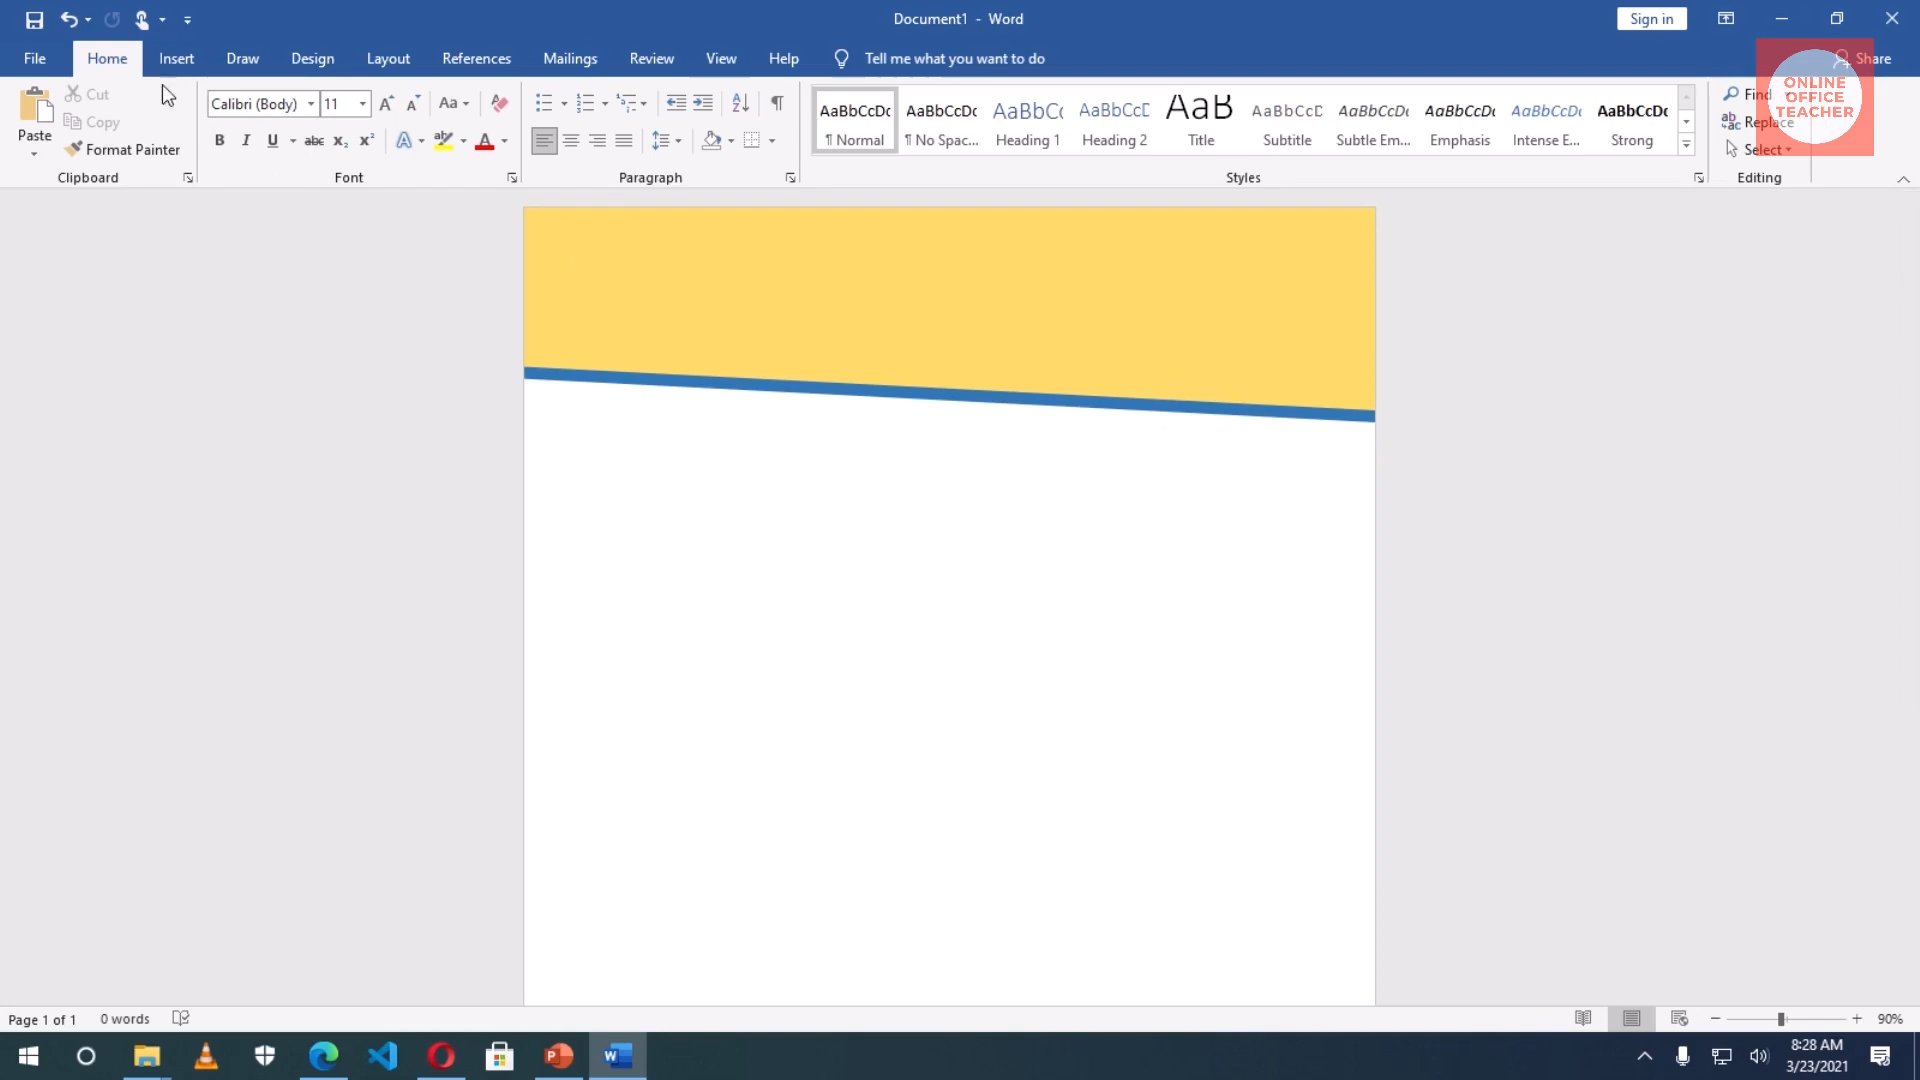 Document1 - Word
Sign in
File Home Insert Draw Design Layout References Mailings Review View Help Tell me what you want to do Share
Paste
Cut
Copy
Format Painter
Clipboard
Calibri (Body) 11 Aa
B I U abc x₂ x² A ab A
Font
Paragraph
AaBbCcDc AaBbCcDc AaBbCc AaBbCcD AaB AaBbCcD AaBbCcDc AaBbCcDc AaBbCcDc AaBbCcDc
¶ Normal ¶ No Spac... Heading 1 Heading 2 Title Subtitle Subtle Em... Emphasis Intense E... Strong
Styles
Find
Replace
Select
Editing
ONLINE
OFFICE
TEACHER
Page 1 of 1 0 words
90%
8:28 AM
3/23/2021